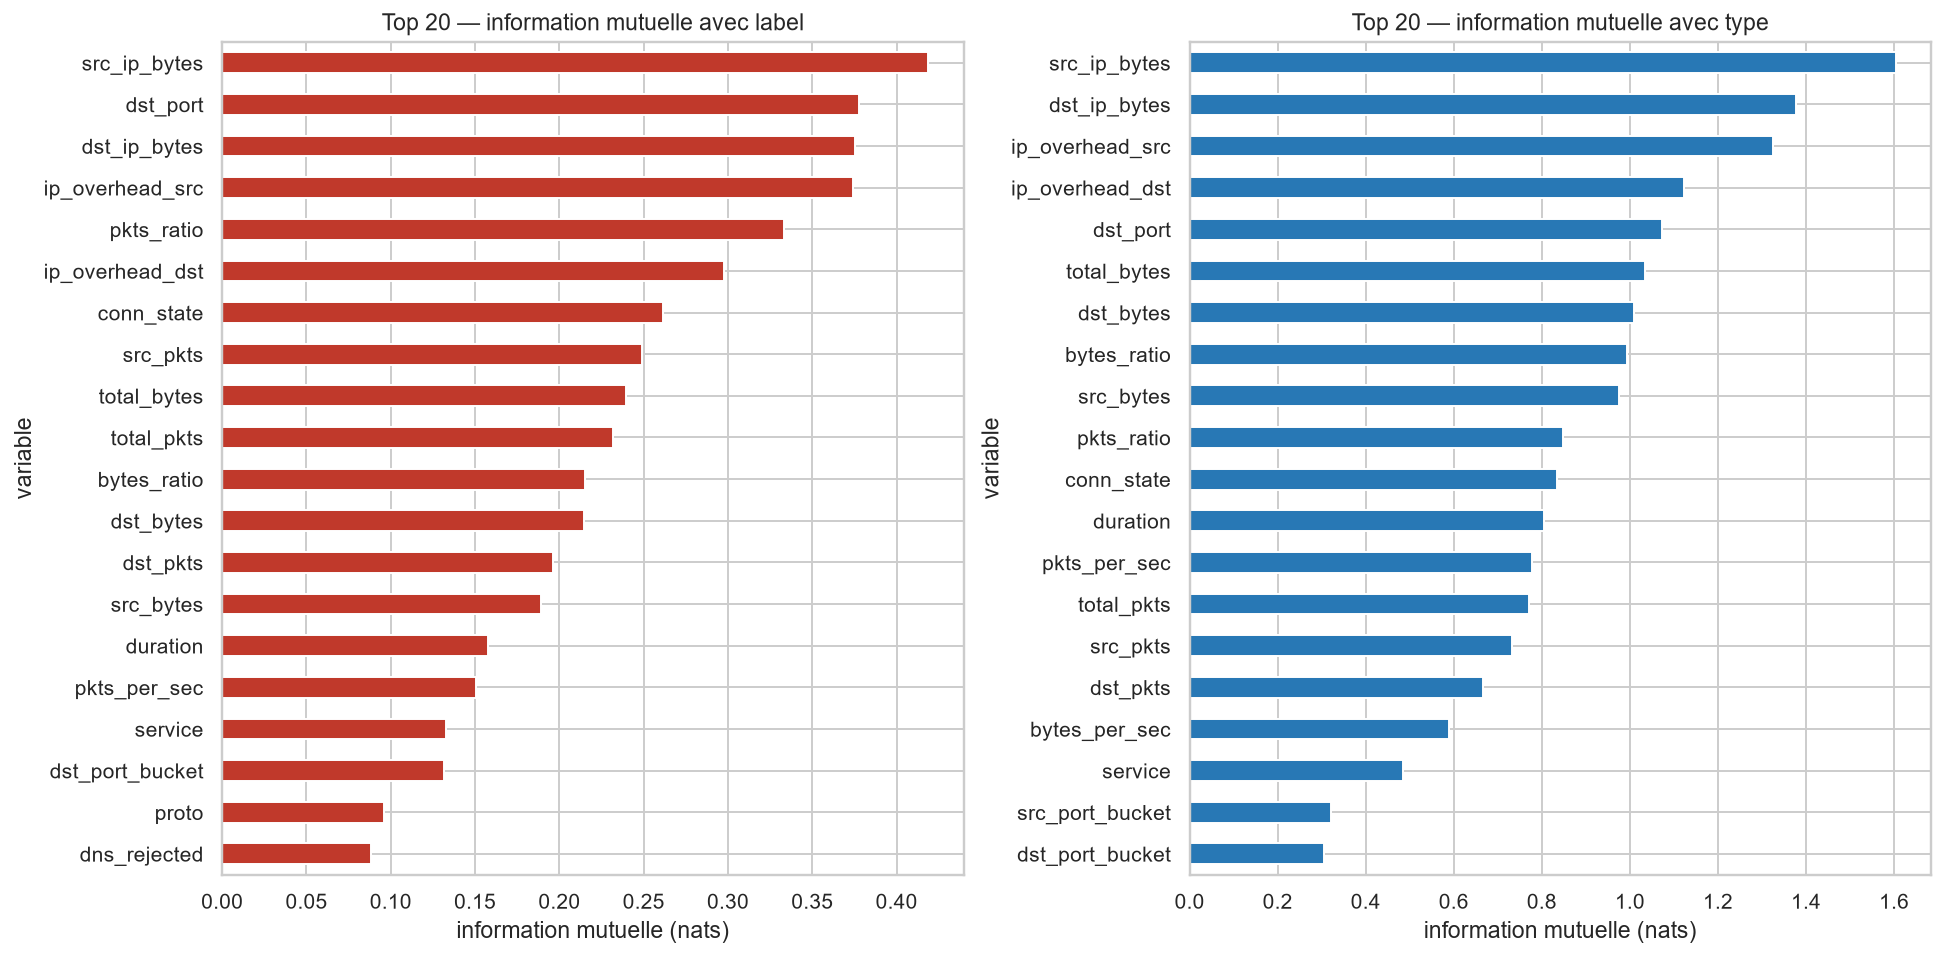 Top 20 — information mutuelle avec label
variable
src_ip_bytes
dst_port
dst_ip_bytes
ip_overhead_src
pkts_ratio
ip_overhead_dst
conn_state
src_pkts
total_bytes
total_pkts
bytes_ratio
dst_bytes
dst_pkts
src_bytes
duration
pkts_per_sec
service
dst_port_bucket
proto
dns_rejected
0.00 0.05 0.10 0.15 0.20 0.25 0.30 0.35 0.40
information mutuelle (nats)
Top 20 — information mutuelle avec type
variable
src_ip_bytes
dst_ip_bytes
ip_overhead_src
ip_overhead_dst
dst_port
total_bytes
dst_bytes
bytes_ratio
src_bytes
pkts_ratio
conn_state
duration
pkts_per_sec
total_pkts
src_pkts
dst_pkts
bytes_per_sec
service
src_port_bucket
dst_port_bucket
0.0 0.2 0.4 0.6 0.8 1.0 1.2 1.4 1.6
information mutuelle (nats)